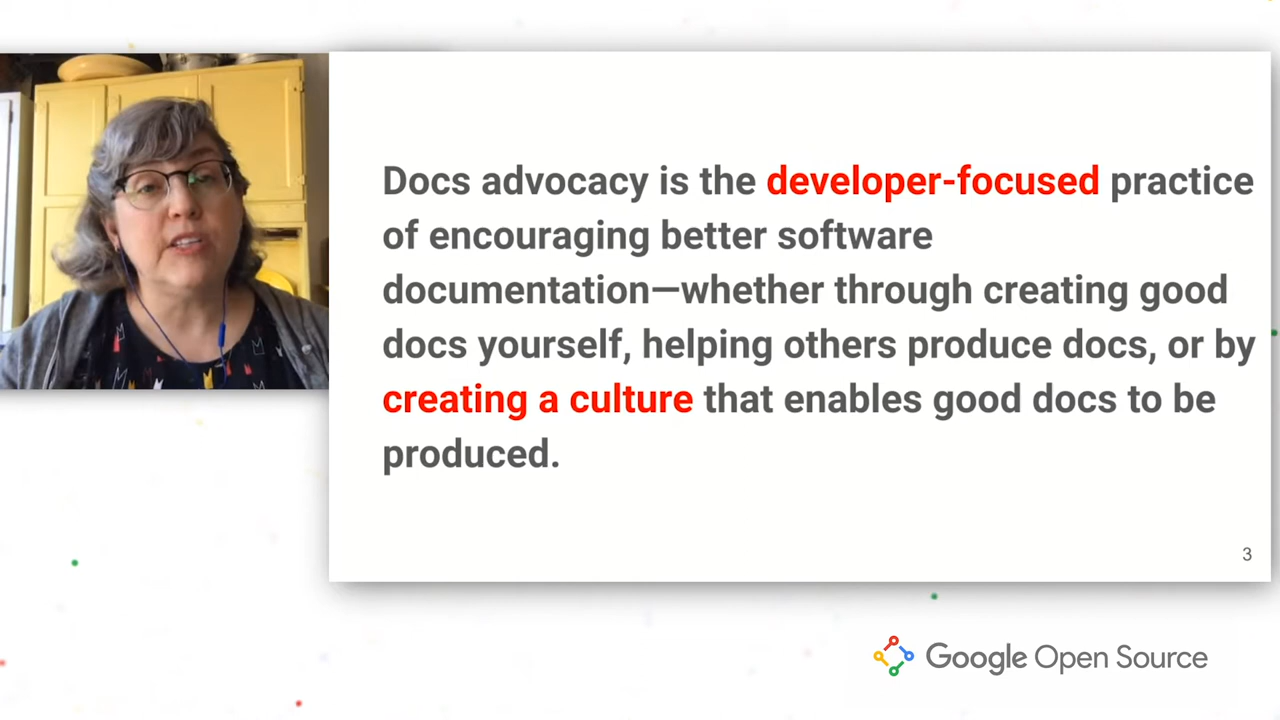 Docs advocacy is the developer-focused practice
of encouraging better software
documentation—whether through creating good
docs yourself, helping others produce docs, or by
creating a culture that enables good docs to be
produced.
3
Google Open Source